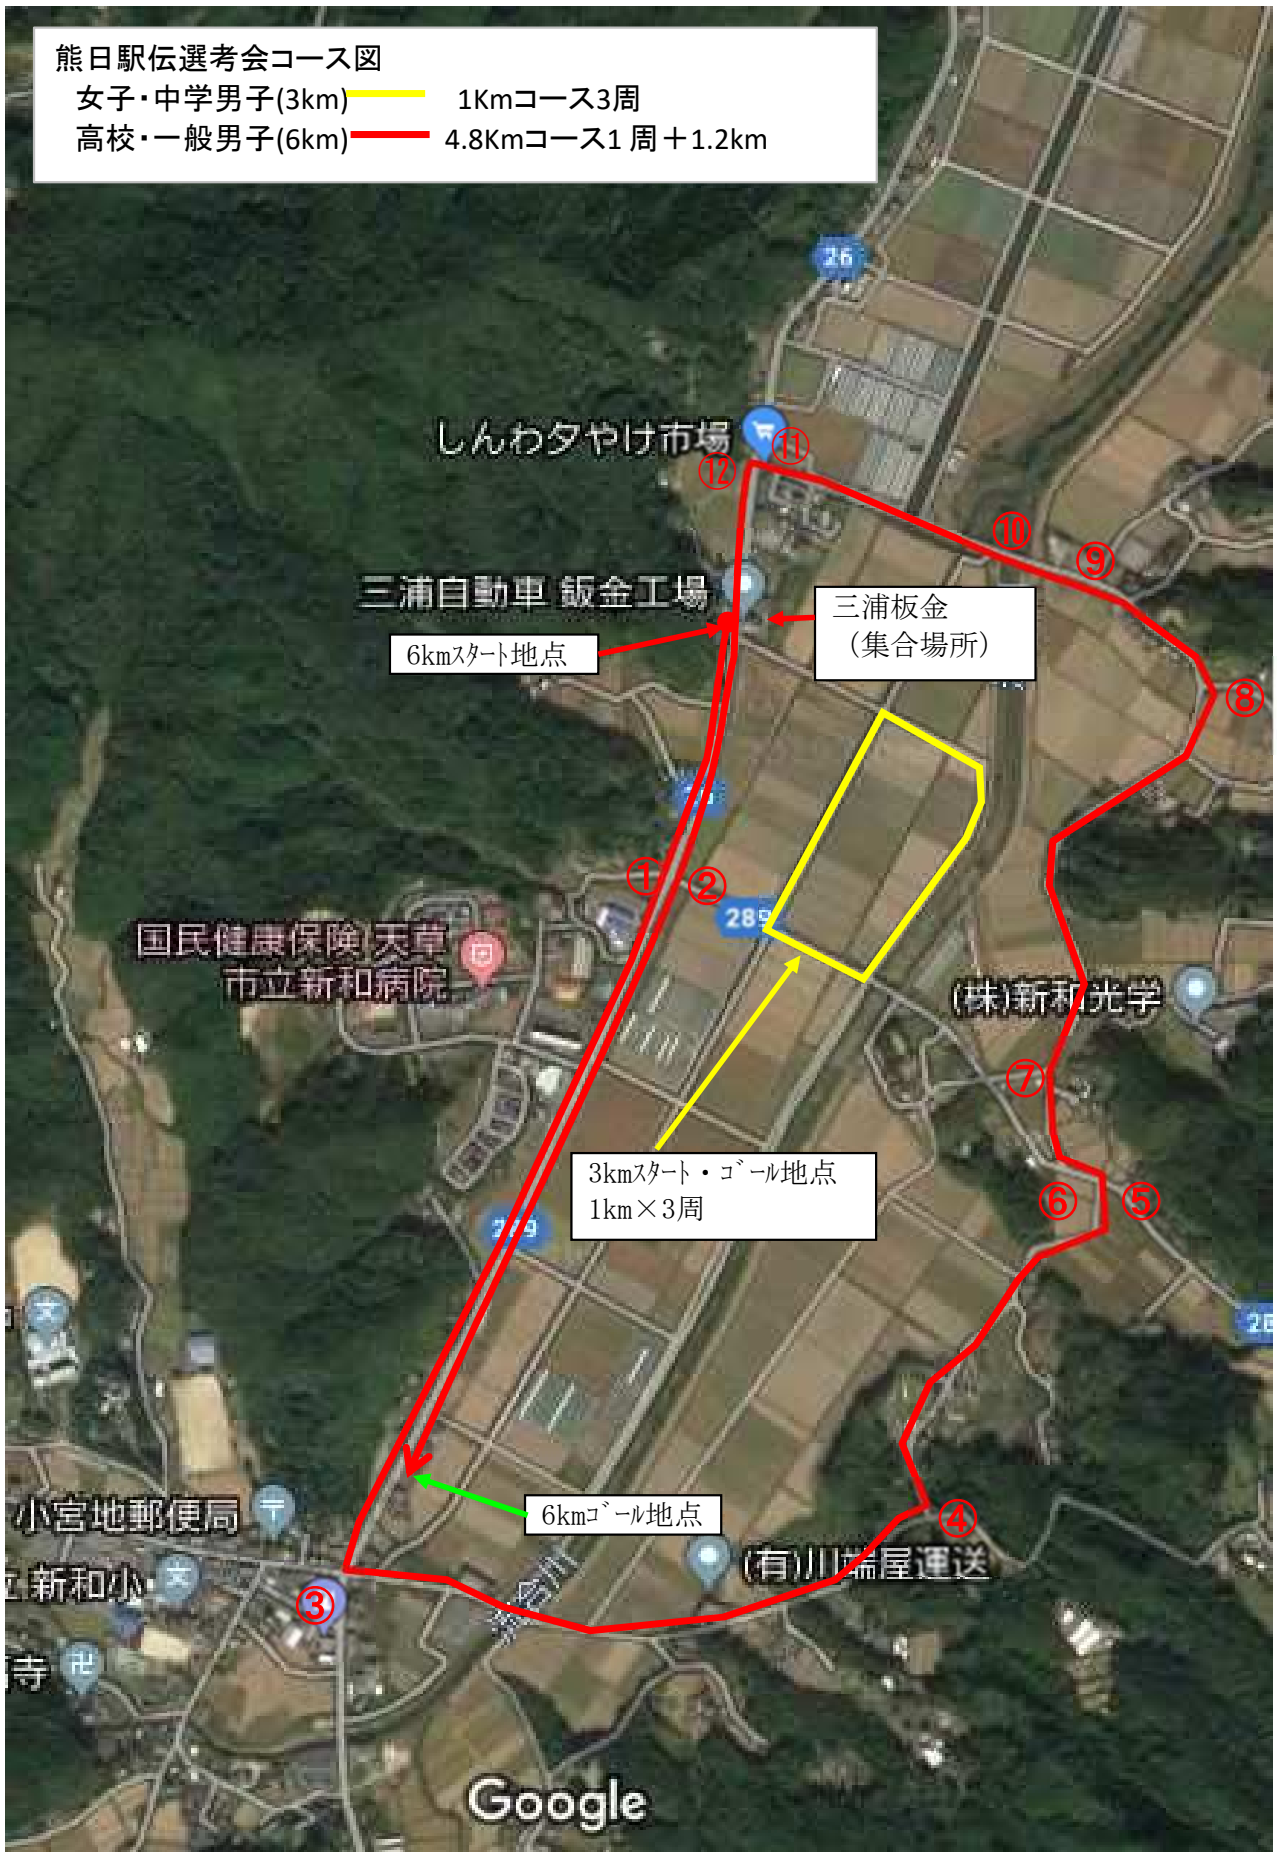 熊日駅伝選考会コース図
女子・中学男子(3km) 1Kmコース3周
高校・一般男子(6km) 4.8Kmコース1 周＋1.2km
26
しんわ夕やけ市場
⑪
⑫
⑩
⑨
三浦自動車 鈑金工場
三浦板金
（集合場所）
6kmｽﾀｰﾄ地点
⑧
①
②
289
国民健康保険 天草
市立新和病院
(株)新和光学
⑦
3kmｽﾀｰﾄ・ｺﾞｰﾙ地点
1km×3周
⑥
⑤
28
6kmｺﾞｰﾙ地点
小宮地郵便局
④
(有)川端屋運送
立 新和小
③
寺
Google